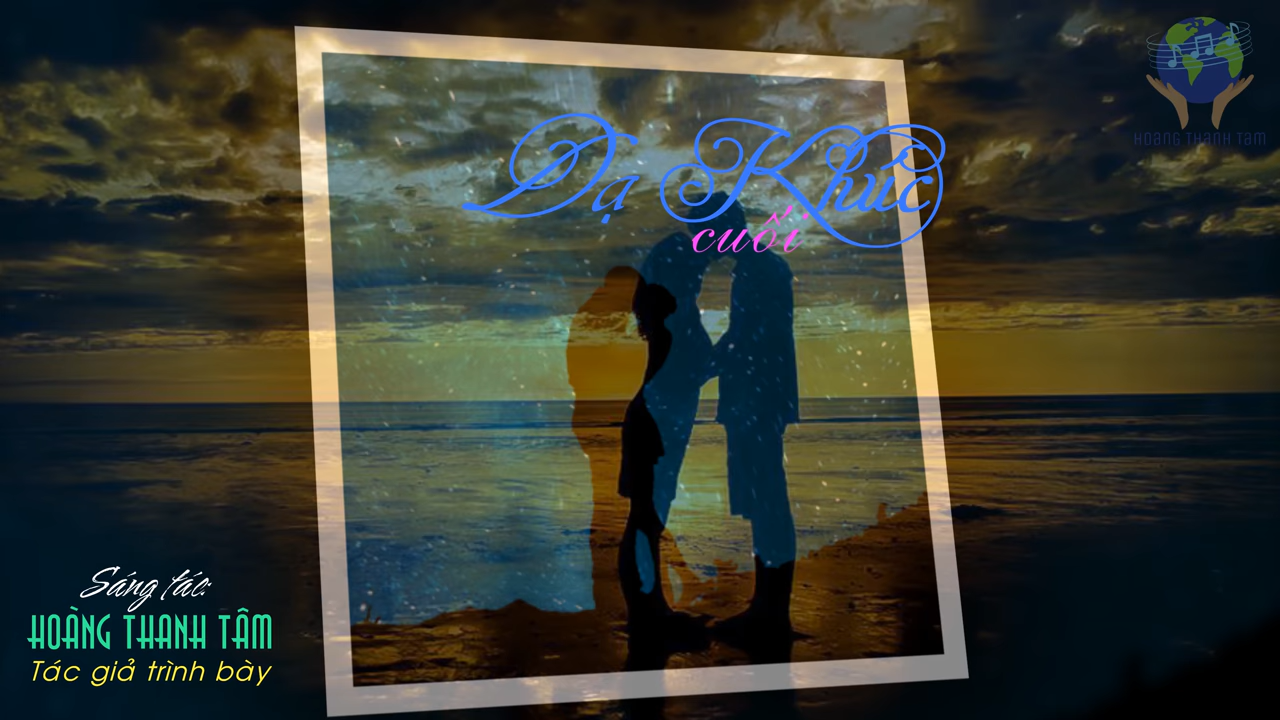 Dạ Khúc
cuối
HOANG THANH TAM
Sáng tác:
HOÀNG THANH TÂM
Tác giả trình bày